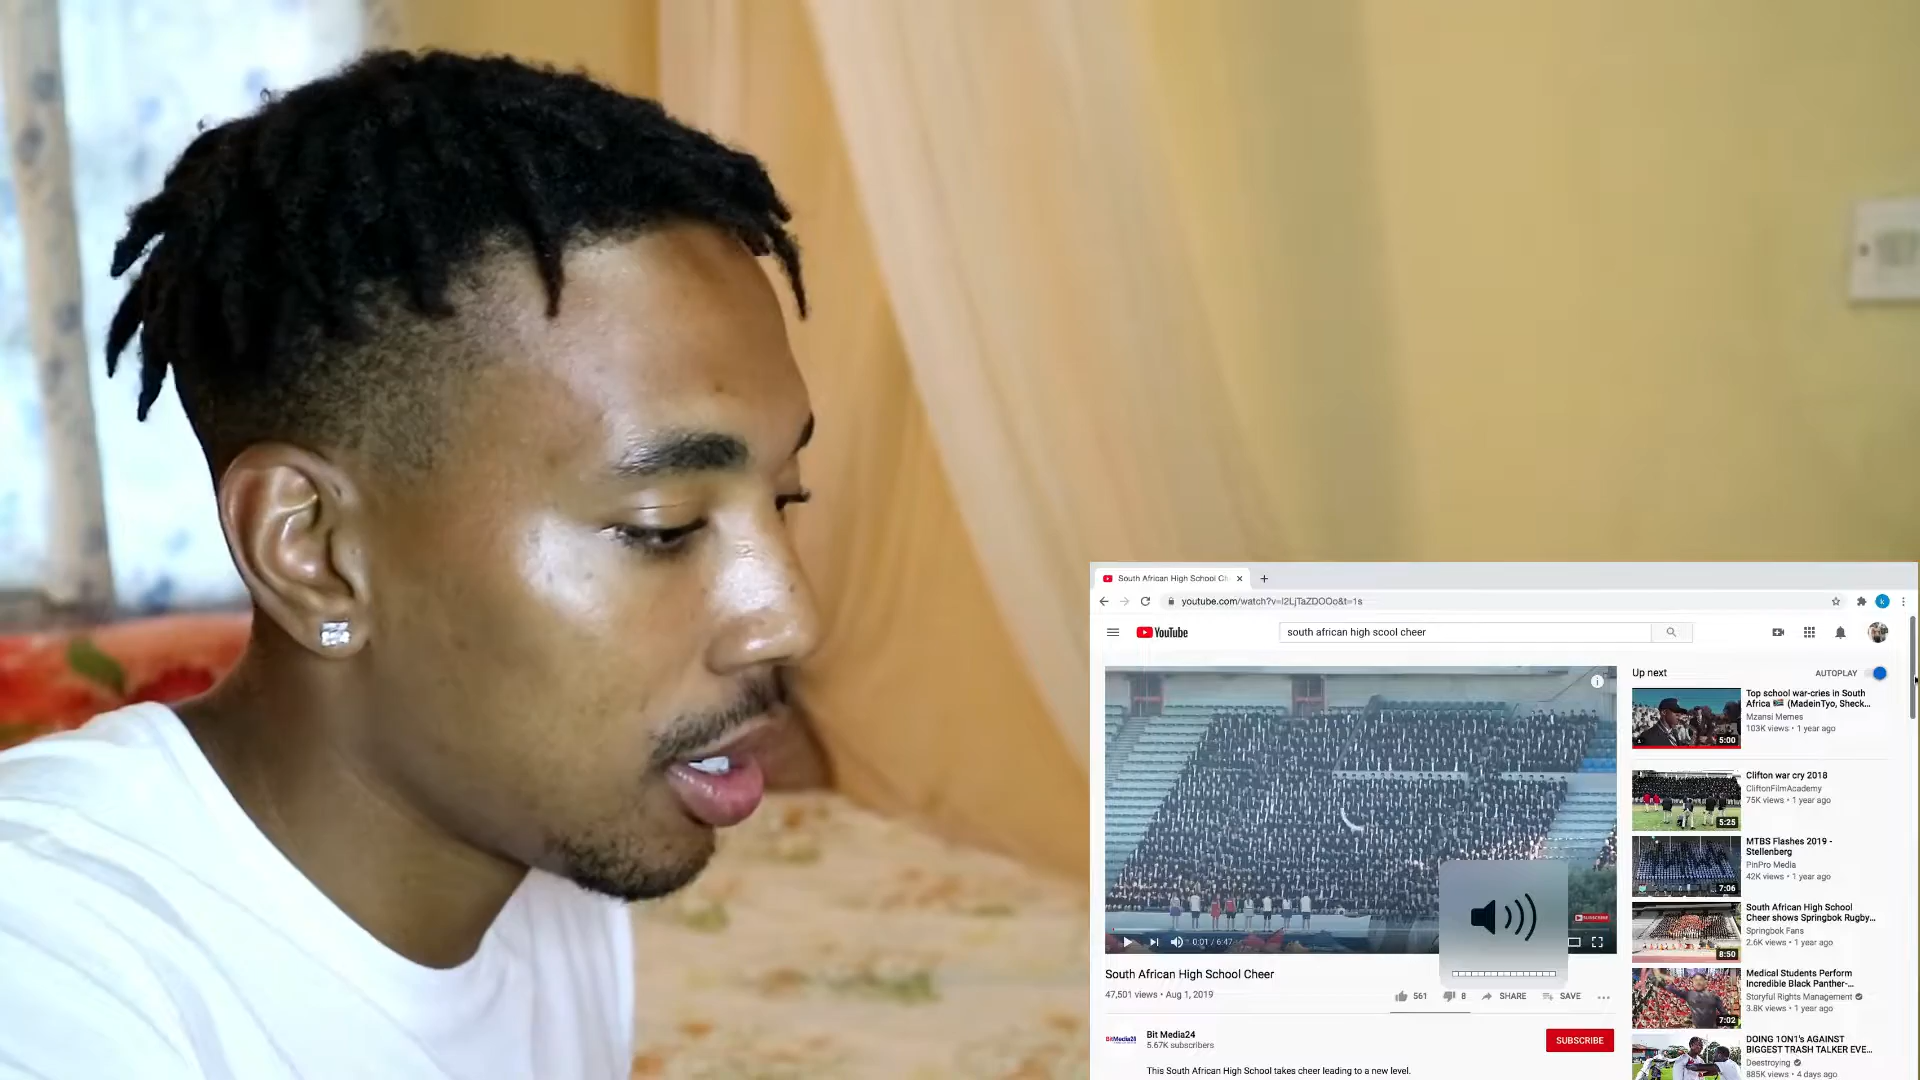 South African High School Ch
youtube.com/watch?v=I2LjTaZDOOo&t=1s
k
YouTube
south african high scool cheer
Up next
AUTOPLAY
Top school war-cries in South
Africa 🇿🇦 (MadeinTyo, Sheck...
Mzansi Memes
103K views • 1 year ago
5:00
Clifton war cry 2018
CliftonFilmAcademy
75K views • 1 year ago
5:25
MTBS Flashes 2019 -
Stellenberg
PinPro Media
42K views • 1 year ago
7:06
South African High School
Cheer shows Springbok Rugby...
Springbok Fans
2.6K views • 1 year ago
8:50
Medical Students Perform
Incredible Black Panther-...
Storyful Rights Management
3.8K views • 1 year ago
7:02
DOING 1ON1's AGAINST
BIGGEST TRASH TALKER EVE...
Deestroying
885K views • 4 days ago
SUBSCRIBE
0:01 / 6:47
South African High School Cheer
47,501 views • Aug 1, 2019
561
8
SHARE
SAVE
BitMedia24
Bit Media24
5.67K subscribers
SUBSCRIBE
This South African High School takes cheer leading to a new level.